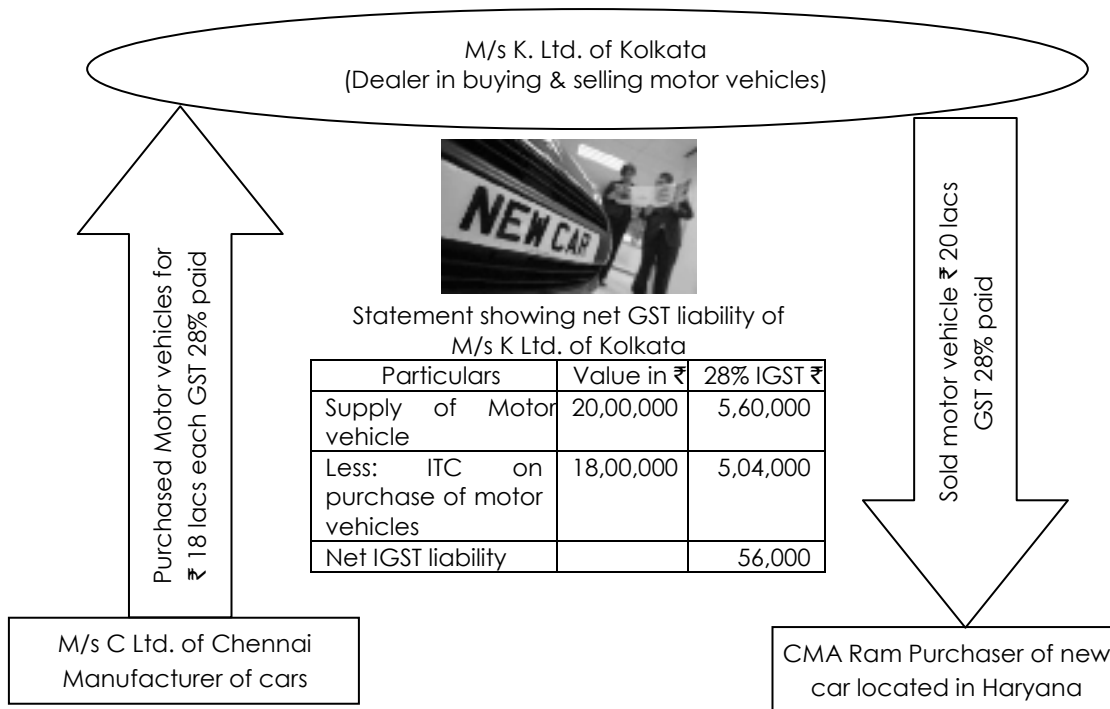 M/s K. Ltd. of Kolkata
(Dealer in buying & selling motor vehicles)
Purchased Motor vehicles for
₹ 18 lacs each GST 28% paid
NEW CAR
Statement showing net GST liability of
M/s K Ltd. of Kolkata
Particulars Value in ₹ 28% IGST ₹
Supply of Motor 20,00,000 5,60,000
vehicle
Less: ITC on 18,00,000 5,04,000
purchase of motor
vehicles
Net IGST liability 56,000
Sold motor vehicle ₹ 20 lacs
GST 28% paid
M/s C Ltd. of Chennai
Manufacturer of cars
CMA Ram Purchaser of new
car located in Haryana